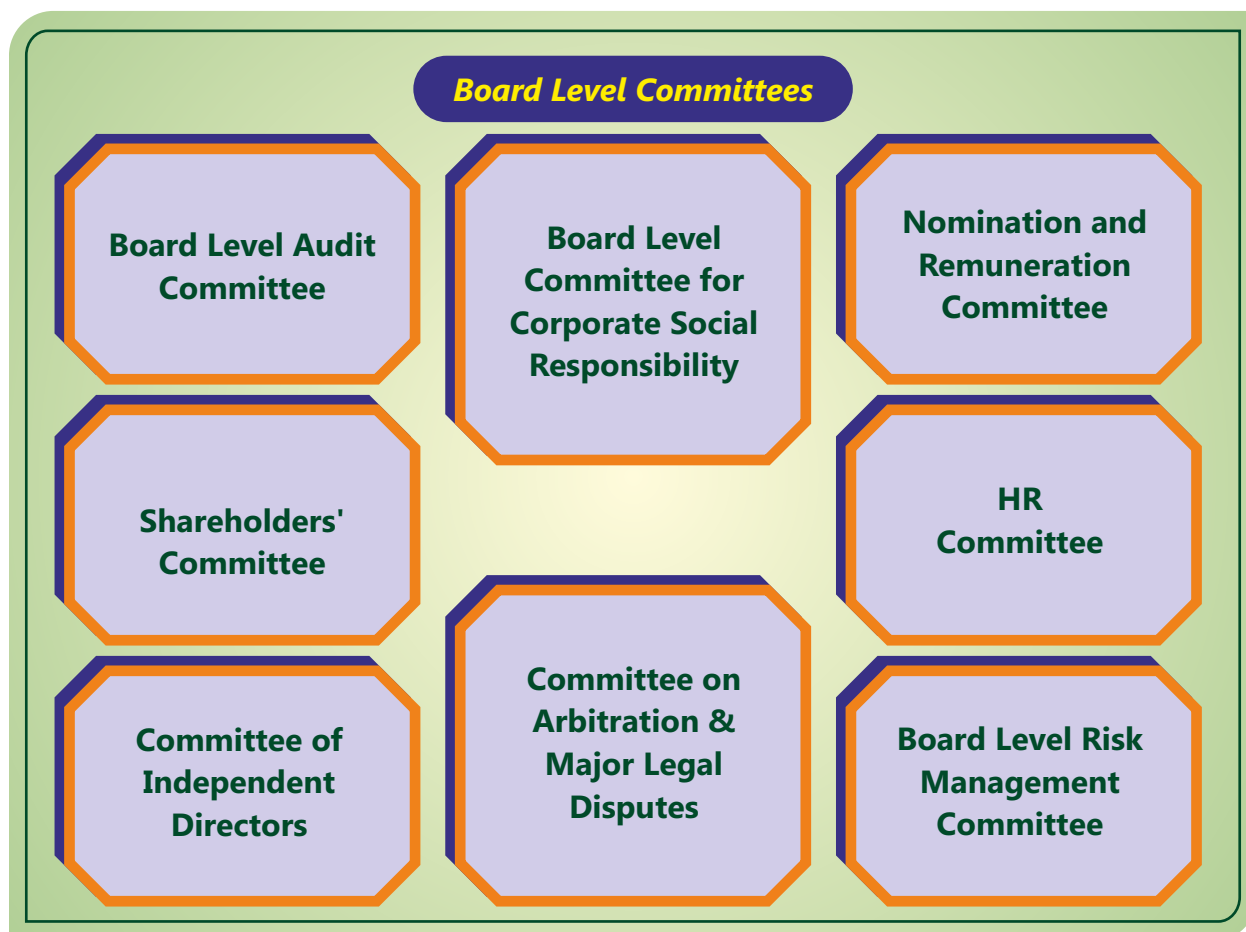 Board Level Committees
Board Level Audit
Committee
Board Level
Committee for
Corporate Social
Responsibility
Nomination and
Remuneration
Committee
Shareholders'
Committee
HR
Committee
Committee of
Independent
Directors
Committee on
Arbitration &
Major Legal
Disputes
Board Level Risk
Management
Committee